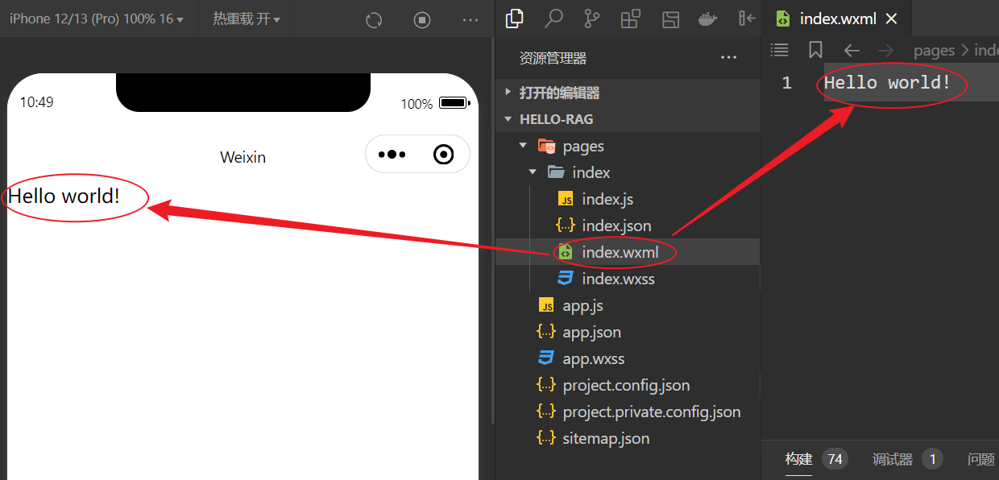 iPhone 12/13 (Pro) 100% 16
热重载 开
10:49
100%
Weixin
Hello world!
资源管理器
打开的编辑器
HELLO-RAG
pages
index
index.js
index.json
index.wxml
index.wxss
app.js
app.json
app.wxss
project.config.json
project.private.config.json
sitemap.json
index.wxml
pages > inde
1 Hello world!
构建 74 调试器 1 问题